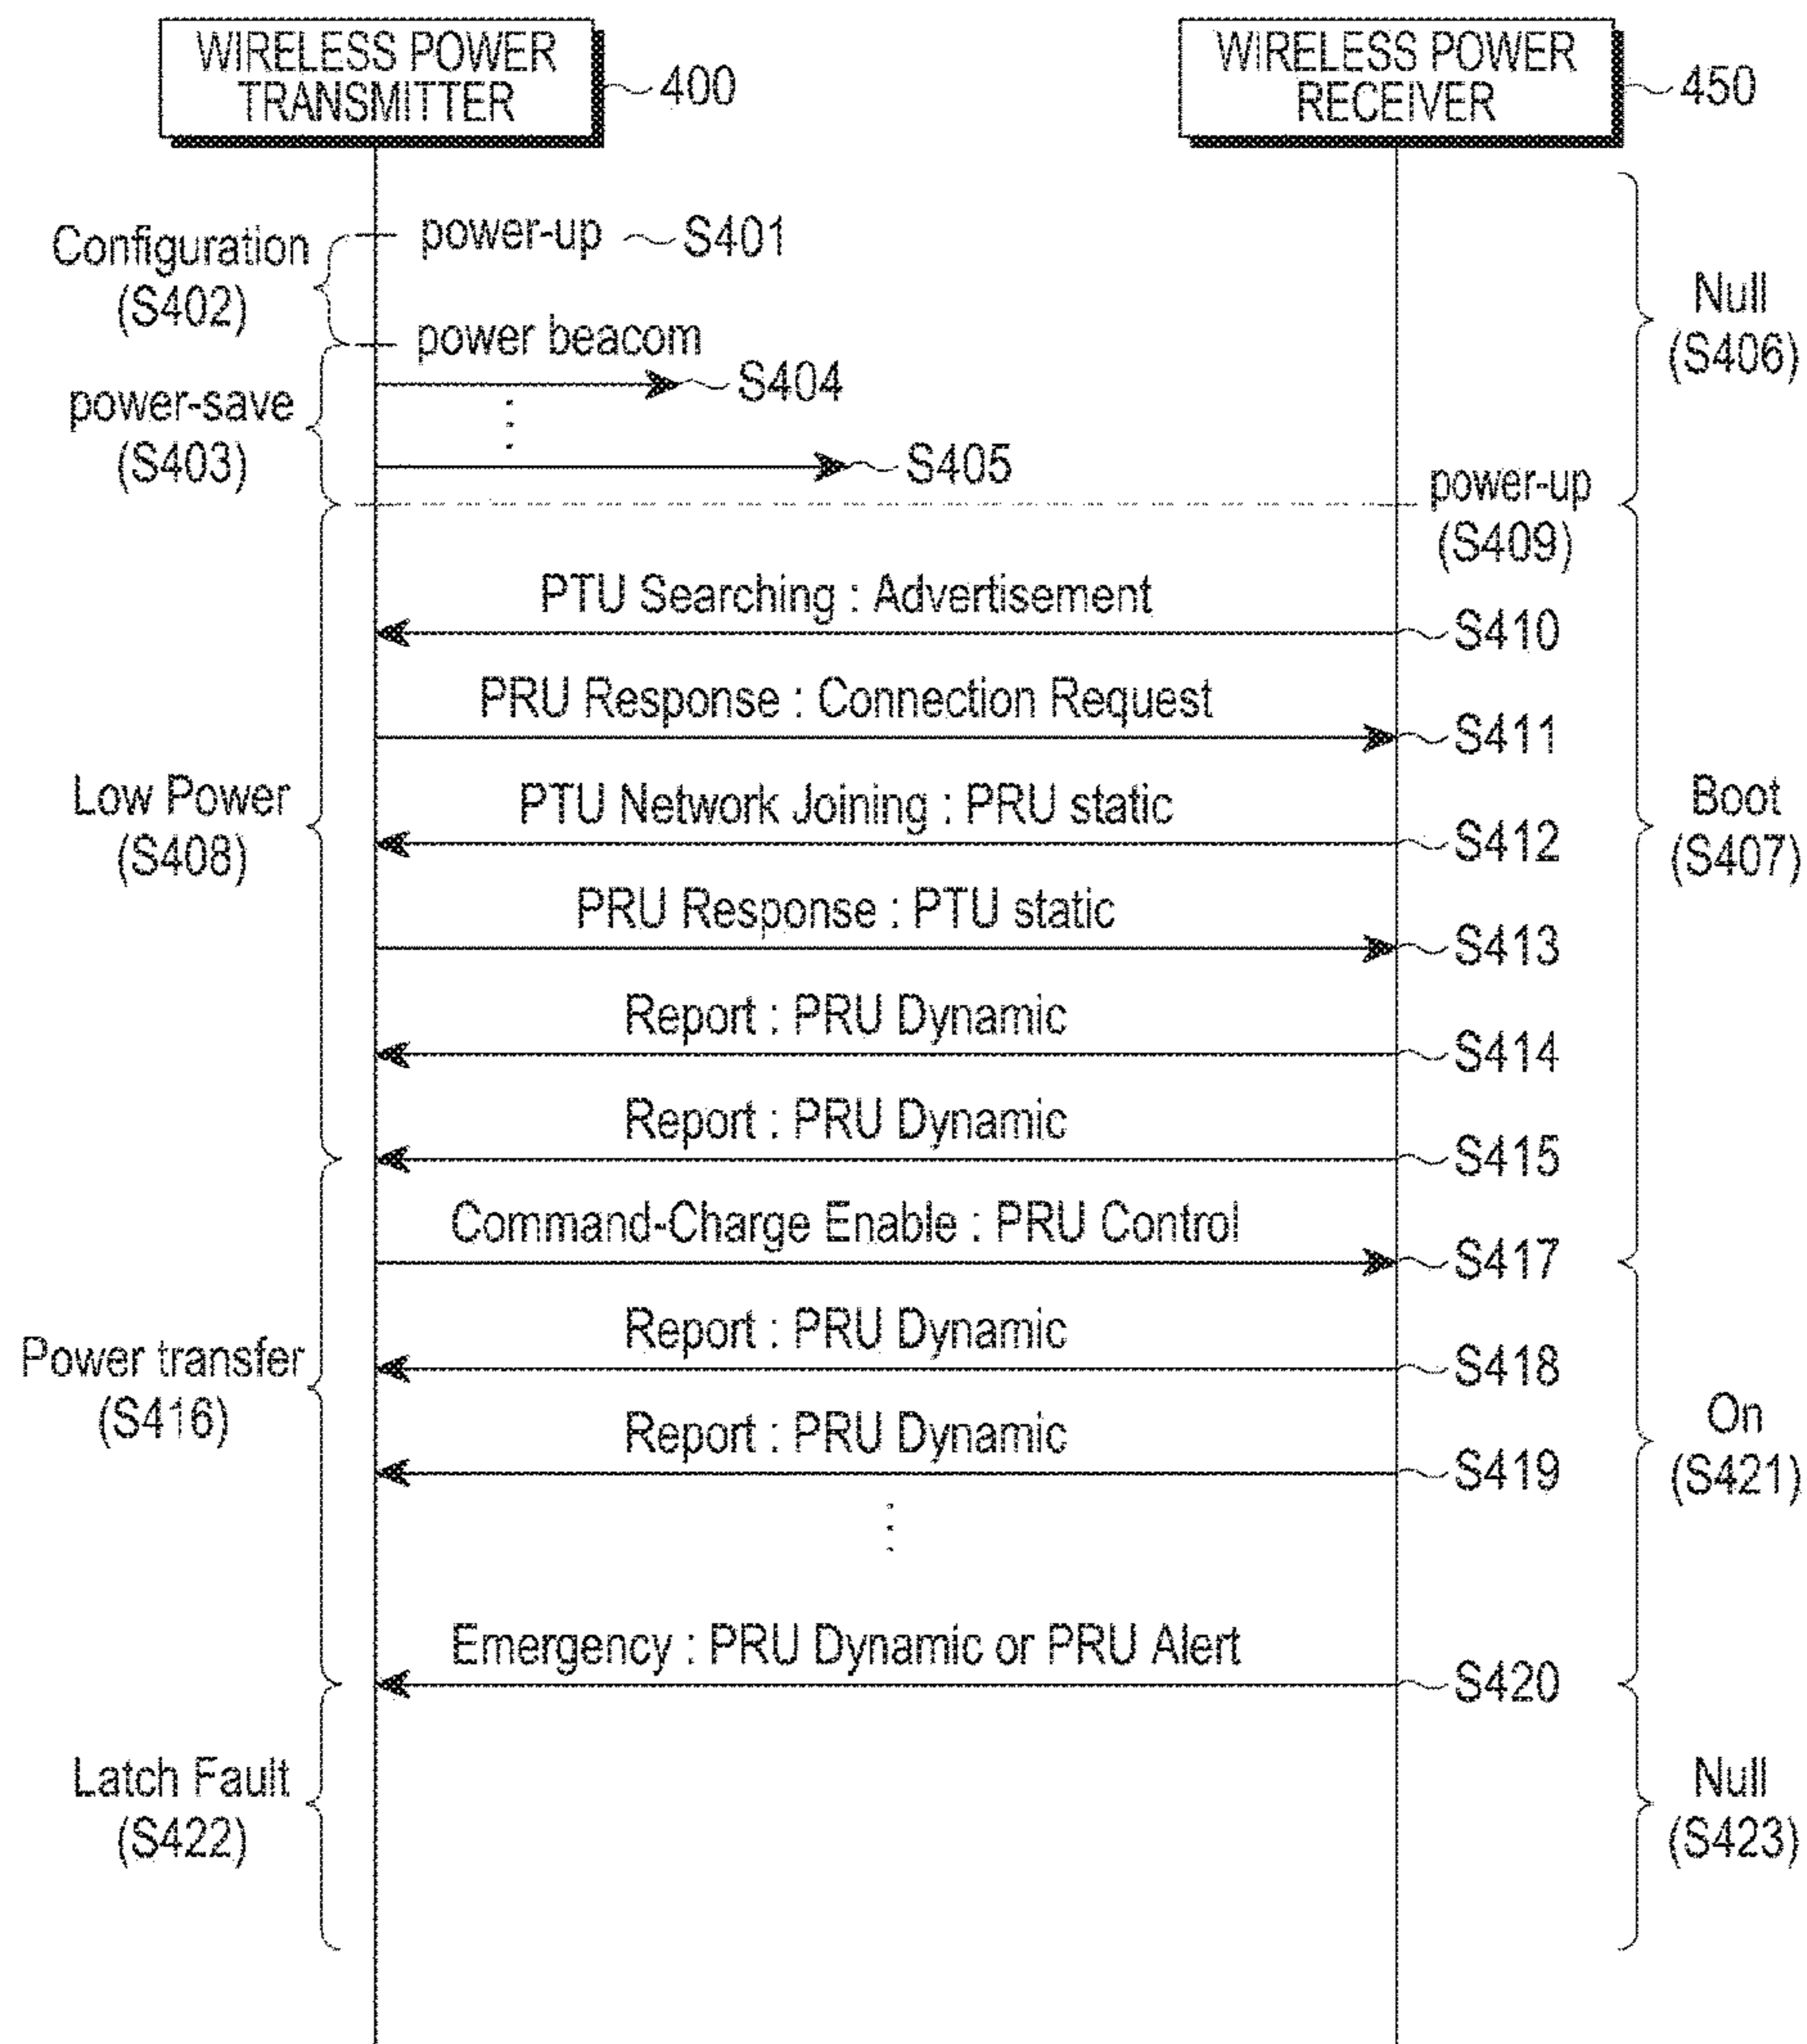 WIRELESS POWER
TRANSMITTER
400
WIRELESS POWER
RECEIVER
450
Configuration
(S402)
power-up
S401
Null
(S406)
power beacom
S404
power-save
(S403)
S405
power-up
(S409)
PTU Searching : Advertisement
S410
PRU Response : Connection Request
S411
Low Power
(S408)
PTU Network Joining : PRU static
S412
Boot
(S407)
PRU Response : PTU static
S413
Report : PRU Dynamic
S414
Report : PRU Dynamic
S415
Command-Charge Enable : PRU Control
S417
Power transfer
(S416)
Report : PRU Dynamic
S418
Report : PRU Dynamic
S419
On
(S421)
Emergency : PRU Dynamic or PRU Alert
S420
Latch Fault
(S422)
Null
(S423)